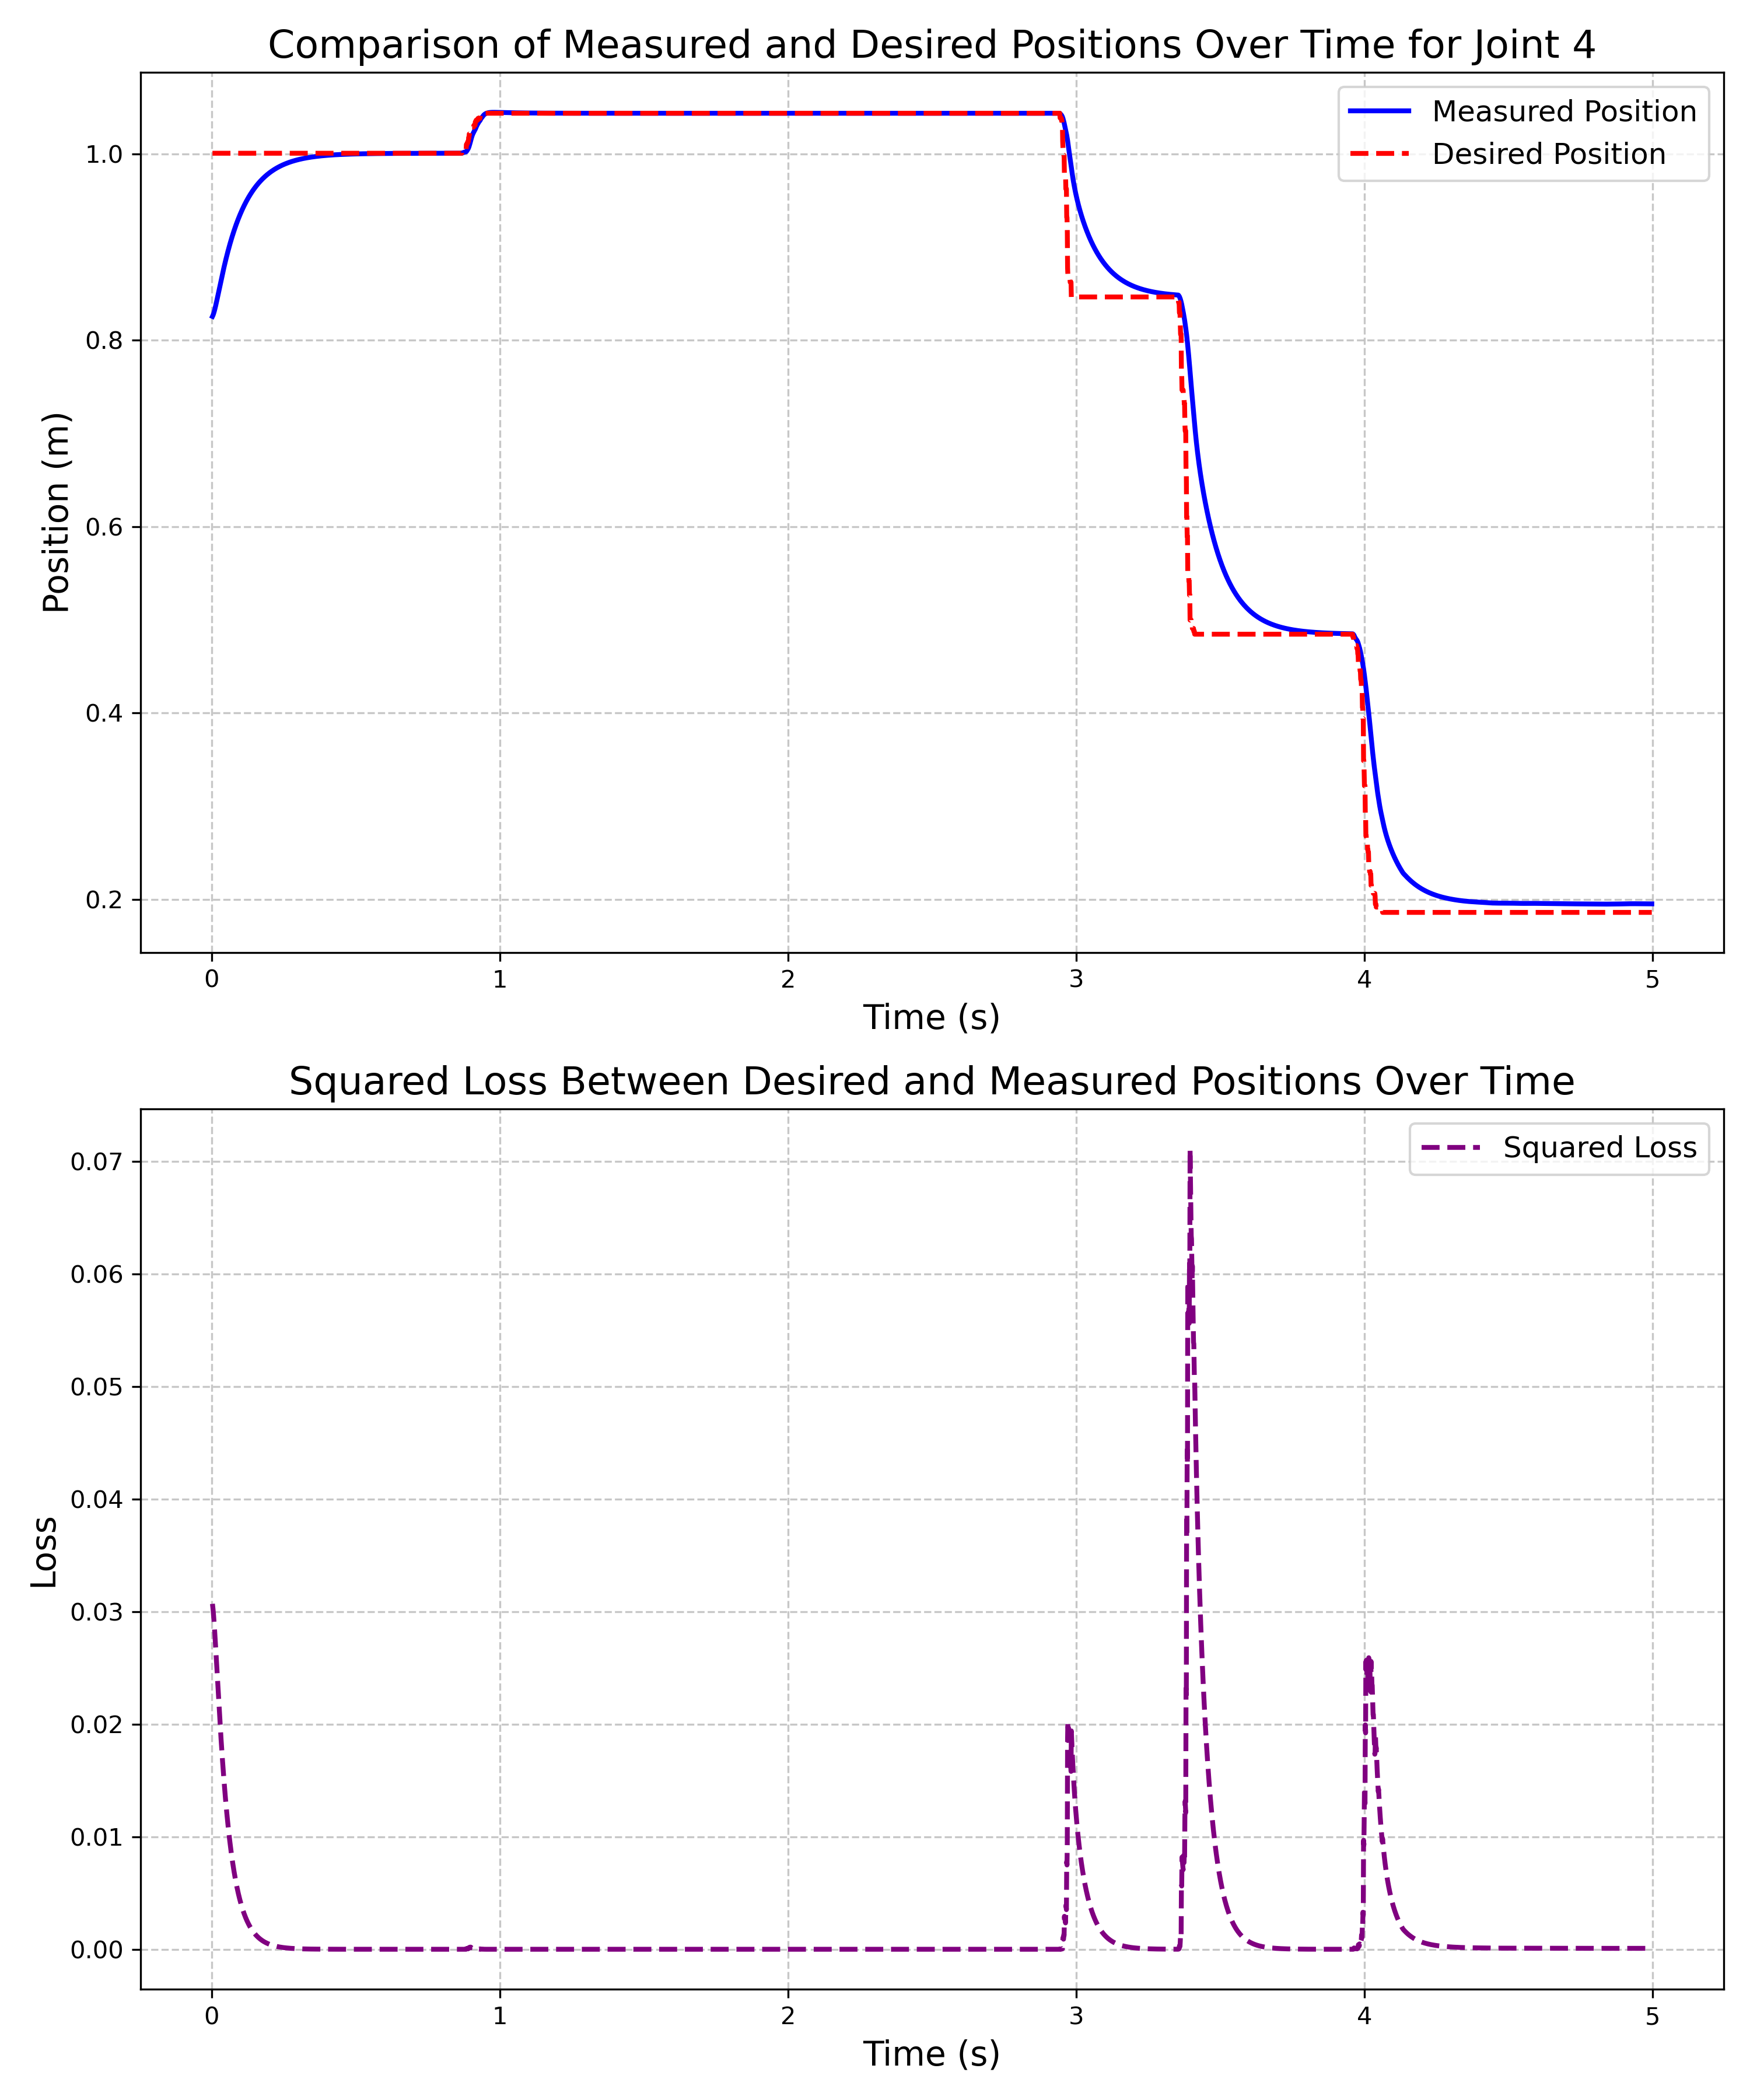 Comparison of Measured and Desired Positions Over Time for Joint 4
Measured Position
Desired Position
Position (m)
1.0
0.8
0.6
0.4
0.2
0 1 2 3 4 5
Time (s)
Squared Loss Between Desired and Measured Positions Over Time
Squared Loss
Loss
0.07
0.06
0.05
0.04
0.03
0.02
0.01
0.00
0 1 2 3 4 5
Time (s)